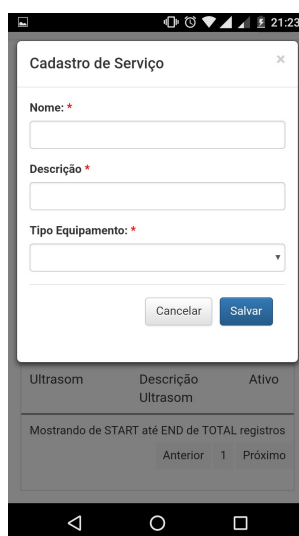 21:23
Cadastro de Serviço ×
Nome: *
Descrição *
Tipo Equipamento: *
Cancelar Salvar
Ultrasom Descrição Ultrasom Ativo
Mostrando de START até END de TOTAL registros
Anterior 1 Próximo